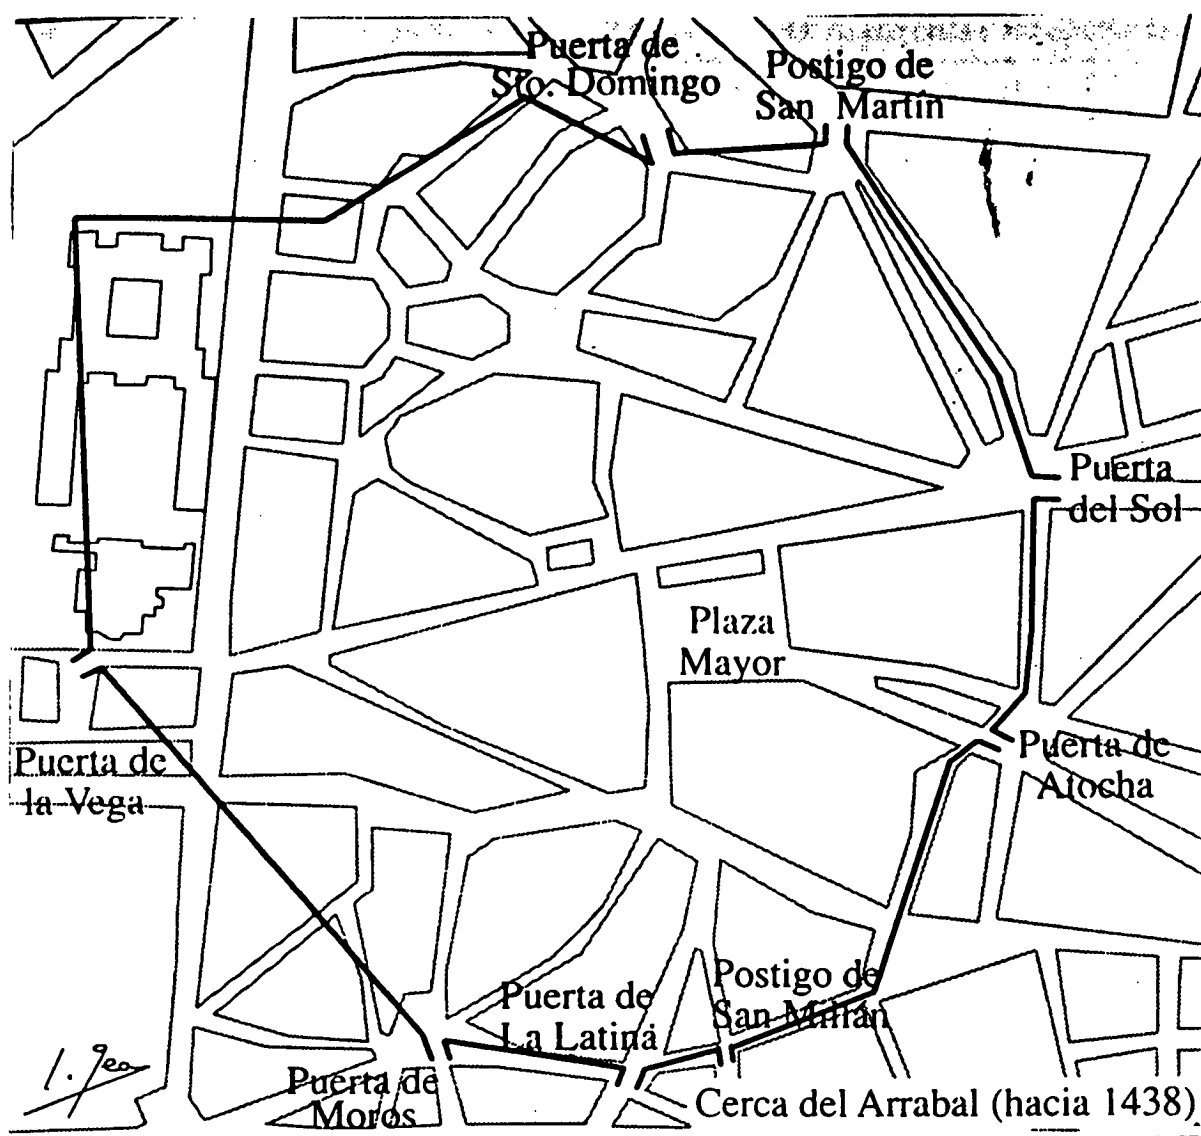 Puerta de
Sto. Domingo
Postigo de
San Martín
Puerta
del Sol
Plaza
Mayor
Puerta de
Atocha
Puerta de
la Vega
Postigo de
San Millán
Puerta de
La Latina
Puerta de
Moros
Cerca del Arrabal (hacia 1438)